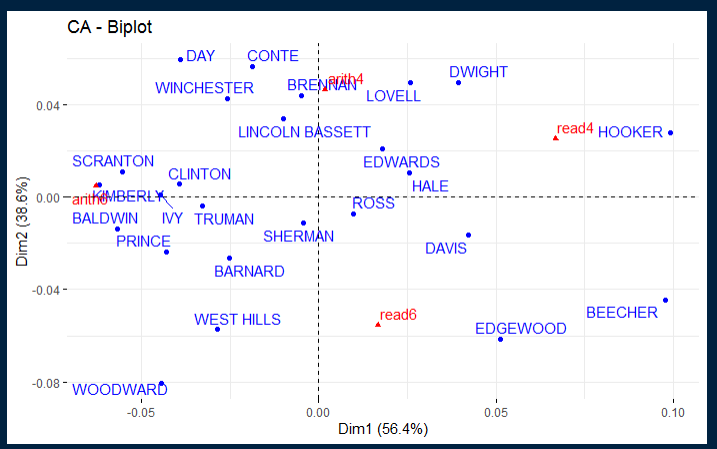 CA - Biplot
DAY
CONTE
WINCHESTER
BRENNAN
arith4
DWIGHT
LOVELL
0.04
LINCOLN BASSETT
read4
HOOKER
SCRANTON
EDWARDS
CLINTON
HALE
KIMBERLY
0.00
BALDWIN
IVY
TRUMAN
ROSS
PRINCE
SHERMAN
DAVIS
BARNARD
Dim2 (38.6%)
-0.04
WEST HILLS
read6
EDGEWOOD
BEECHER
-0.08
WOODWARD
-0.05
0.00
0.05
0.10
Dim1 (56.4%)